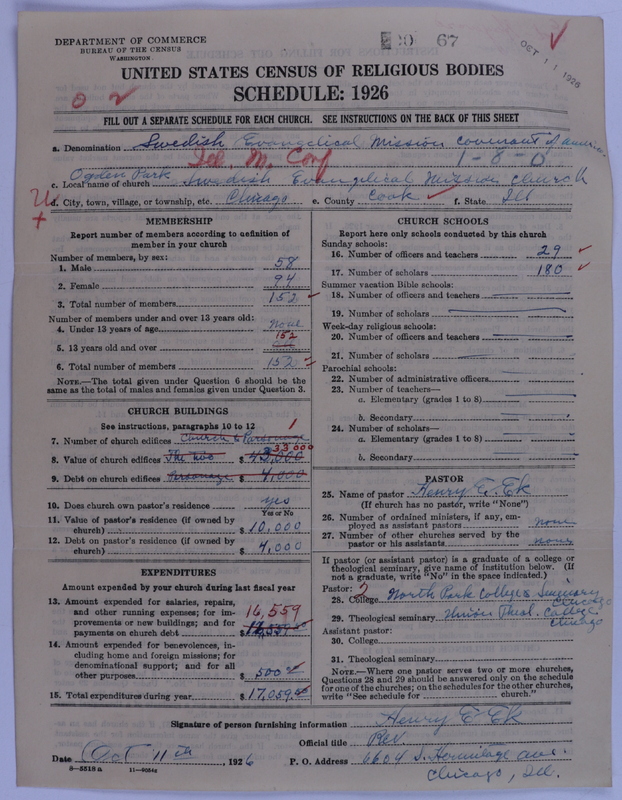 DEPARTMENT OF COMMERCE
BUREAU OF THE CENSUS
WASHINGTON
20 67
OCT 11 1926
UNITED STATES CENSUS OF RELIGIOUS BODIES
SCHEDULE: 1926
FILL OUT A SEPARATE SCHEDULE FOR EACH CHURCH. SEE INSTRUCTIONS ON THE BACK OF THIS SHEET
a. Denomination Swedish Evangelical Mission Covenant of America
1-8-0
Ogden Park
c. Local name of church Swedish Evangelical Mission Church
d. City, town, village, or township, etc. Chicago e. County Cook f. State Ill
MEMBERSHIP
Report number of members according to definition of
member in your church
Number of members, by sex:
1. Male 58
2. Female 94
3. Total number of members 152
Number of members under and over 13 years old:
4. Under 13 years of age None
5. 13 years old and over 152
6. Total number of members 152
NOTE.—The total given under Question 6 should be the
same as the total of males and females given under Question 3.
CHURCH BUILDINGS
See instructions, paragraphs 10 to 12
7. Number of church edifices Church & Parsonage 1
8. Value of church edifices The two $ 43,000 33000
9. Debt on church edifices Parsonage $ 4,000
10. Does church own pastor's residence? yes
Yes or No
11. Value of pastor's residence (if owned by
church) $ 10,000
12. Debt on pastor's residence (if owned by
church) $ 4,000
EXPENDITURES
Amount expended by your church during last fiscal year
13. Amount expended for salaries, repairs,
and other running expenses; for im-
provements or new buildings; and for
payments on church debt $ 16,559
14. Amount expended for benevolences, in-
cluding home and foreign missions; for
denominational support; and for all
other purposes $ 500
15. Total expenditures during year $ 17,059
CHURCH SCHOOLS
Report only schools conducted by this church
Sunday schools:
16. Number of officers and teachers 29
17. Number of scholars 180
Summer vacation Bible schools:
18. Number of officers and teachers
19. Number of scholars
Week-day religious schools:
20. Number of officers and teachers
21. Number of scholars
Parochial schools:
22. Number of administrative officers
23. Number of teachers—
a. Elementary (grades 1 to 8)
b. Secondary
24. Number of scholars—
a. Elementary (grades 1 to 8)
b. Secondary
PASTOR
25. Name of pastor Henry E. Ek
(If church has no pastor, write "None")
26. Number of ordained ministers, if any, em-
ployed as assistant pastors none
27. Number of other churches served by the
pastor or his assistants none
If pastor (or assistant pastor) is a graduate of a college or
theological seminary, give name of institution below. (If
not a graduate, write "No" in the space indicated.)
Pastor: 2
28. College North Park College & Seminary
Chicago
29. Theological seminary Union Theol. College
Chicago
Assistant pastor:
30. College
31. Theological seminary
NOTE.—Where one pastor serves two or more churches,
Questions 28 and 29 should be answered only on the schedule
for one of the churches; on the schedules for the other churches,
write "See schedule for church."
Signature of person furnishing information Henry E Ek
Official title Rev.
Date Oct 11th, 1926 P. O. Address 6604 S. Hermitage ave.
8—5518 a 11—9054c
Chicago, Ill.